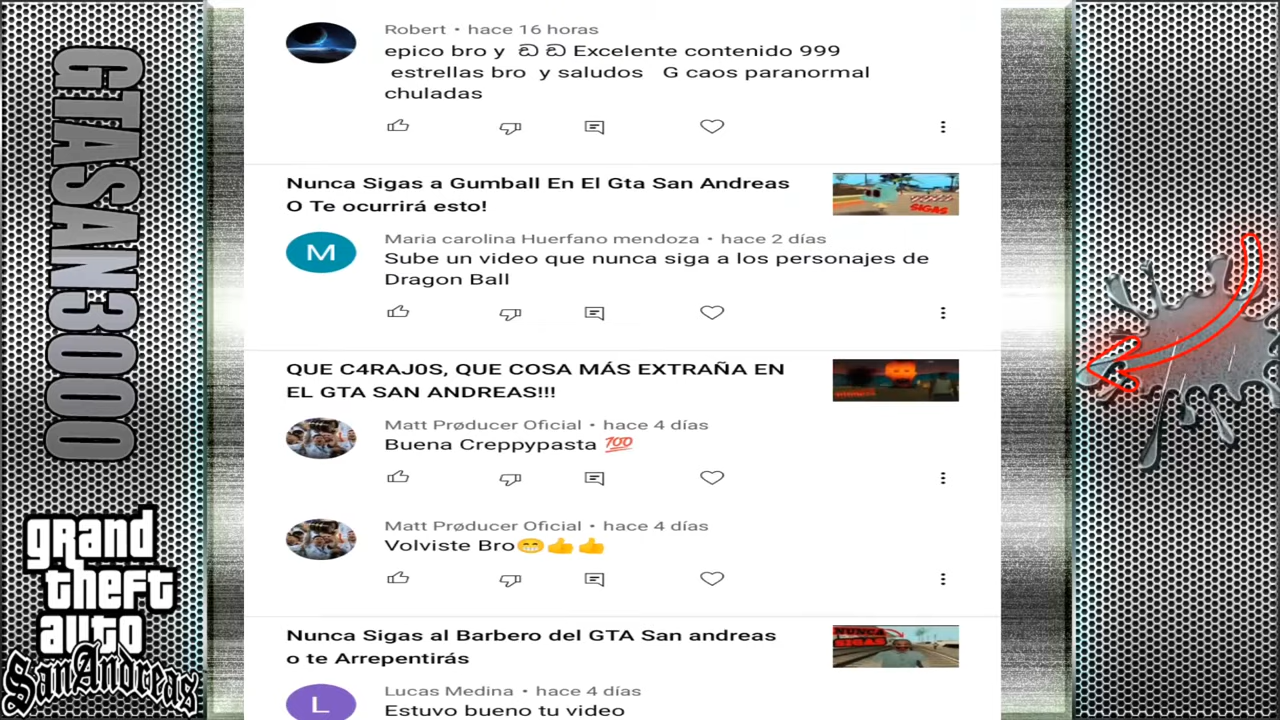 GTASAN3000
grand
theft
auto
San Andreas
Robert • hace 16 horas
epico bro y ඩ ඩ Excelente contenido 999
estrellas bro y saludos G caos paranormal
chuladas
Nunca Sigas a Gumball En El Gta San Andreas
O Te ocurrirá esto!
SIGAS
Maria carolina Huerfano mendoza • hace 2 días
M
Sube un video que nunca siga a los personajes de
Dragon Ball
QUE C4RAJ0S, QUE COSA MÁS EXTRAÑA EN
EL GTA SAN ANDREAS!!!
Matt Prøducer Oficial • hace 4 días
Buena Creppypasta 💯
Matt Prøducer Oficial • hace 4 días
Volviste Bro😁👍👍
Nunca Sigas al Barbero del GTA San andreas
o te Arrepentirás
NUNCA
SIGAS
Lucas Medina • hace 4 días
L
Estuvo bueno tu video